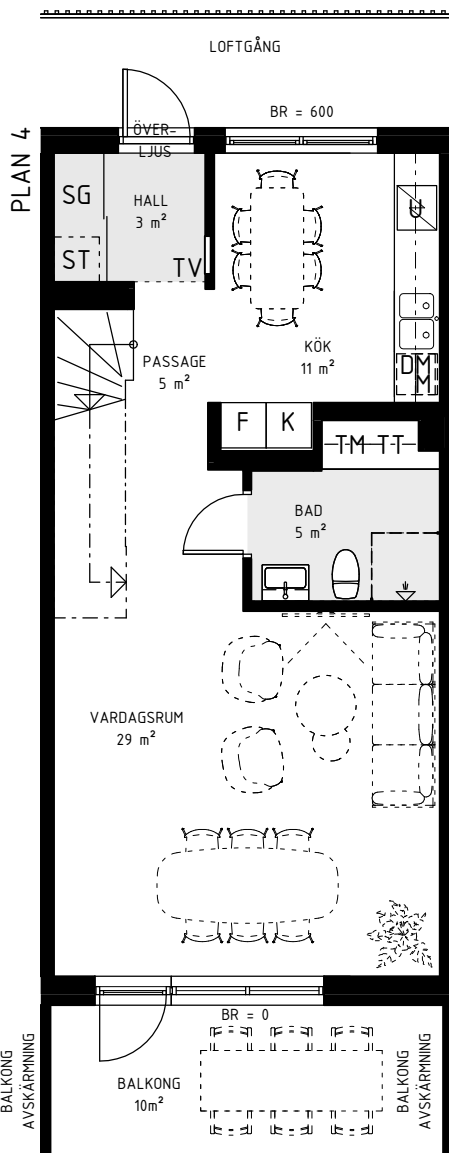 LOFTGÅNG
BR = 600
PLAN 4
ÖVER-
LJUS
SG
HALL
3 m²
ST
TV
PASSAGE
5 m²
KÖK
11 m²
U
DM
M
F
K
TM TT
BAD
5 m²
VARDAGSRUM
29 m²
BR = 0
BALKONG
10m²
BALKONG
AVSKÄRMNING
BALKONG
AVSKÄRMNING